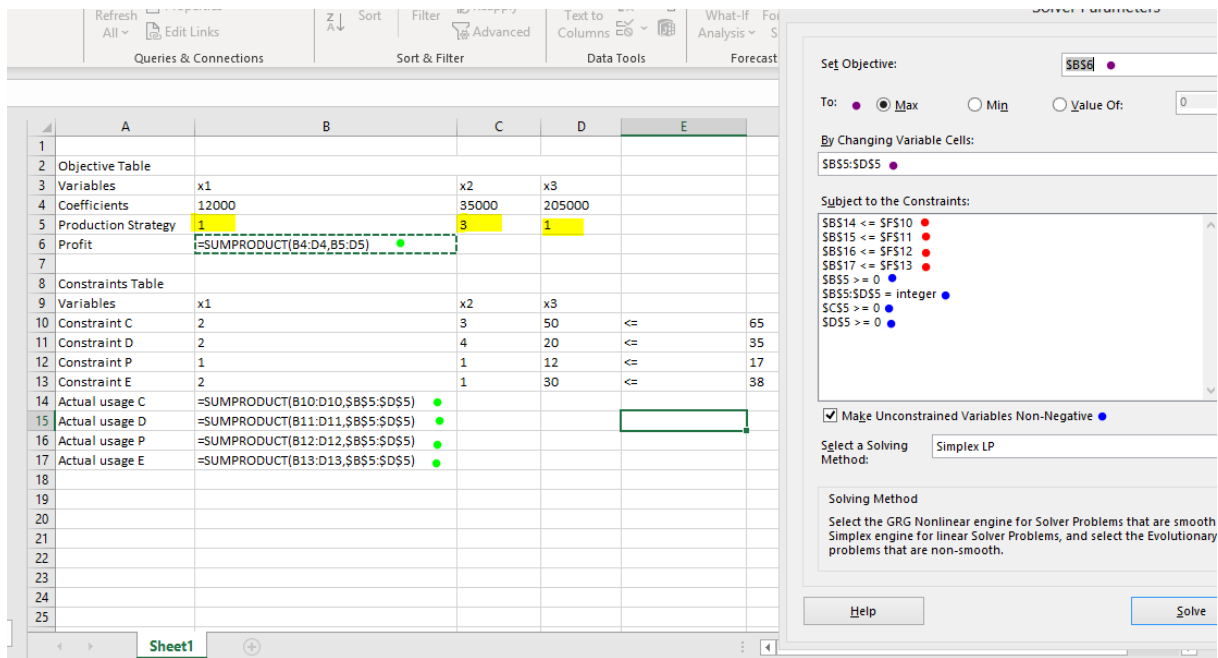 Refresh
All
Edit Links
Queries & Connections
Sort
Filter
Advanced
Sort & Filter
Text to
Columns
Data Tools
What-If
Analysis
Forecast
A B C D E
1
2 Objective Table
3 Variables x1 x2 x3
4 Coefficients 12000 35000 205000
5 Production Strategy 1 3 1
6 Profit =SUMPRODUCT(B4:D4,B5:D5)
7
8 Constraints Table
9 Variables x1 x2 x3
10 Constraint C 2 3 50 <= 65
11 Constraint D 2 4 20 <= 35
12 Constraint P 1 1 12 <= 17
13 Constraint E 2 1 30 <= 38
14 Actual usage C =SUMPRODUCT(B10:D10,$B$5:$D$5)
15 Actual usage D =SUMPRODUCT(B11:D11,$B$5:$D$5)
16 Actual usage P =SUMPRODUCT(B12:D12,$B$5:$D$5)
17 Actual usage E =SUMPRODUCT(B13:D13,$B$5:$D$5)
18
19
20
21
22
23
24
25
Sheet1
Set Objective: $B$6
To: Max Min Value Of: 0
By Changing Variable Cells:
$B$5:$D$5
Subject to the Constraints:
$B$14 <= $F$10
$B$15 <= $F$11
$B$16 <= $F$12
$B$17 <= $F$13
$B$5 >= 0
$B$5:$D$5 = integer
$C$5 >= 0
$D$5 >= 0
Make Unconstrained Variables Non-Negative
Select a Solving
Method:
Simplex LP
Solving Method
Select the GRG Nonlinear engine for Solver Problems that are smooth
Simplex engine for linear Solver Problems, and select the Evolutionary
problems that are non-smooth.
Help
Solve